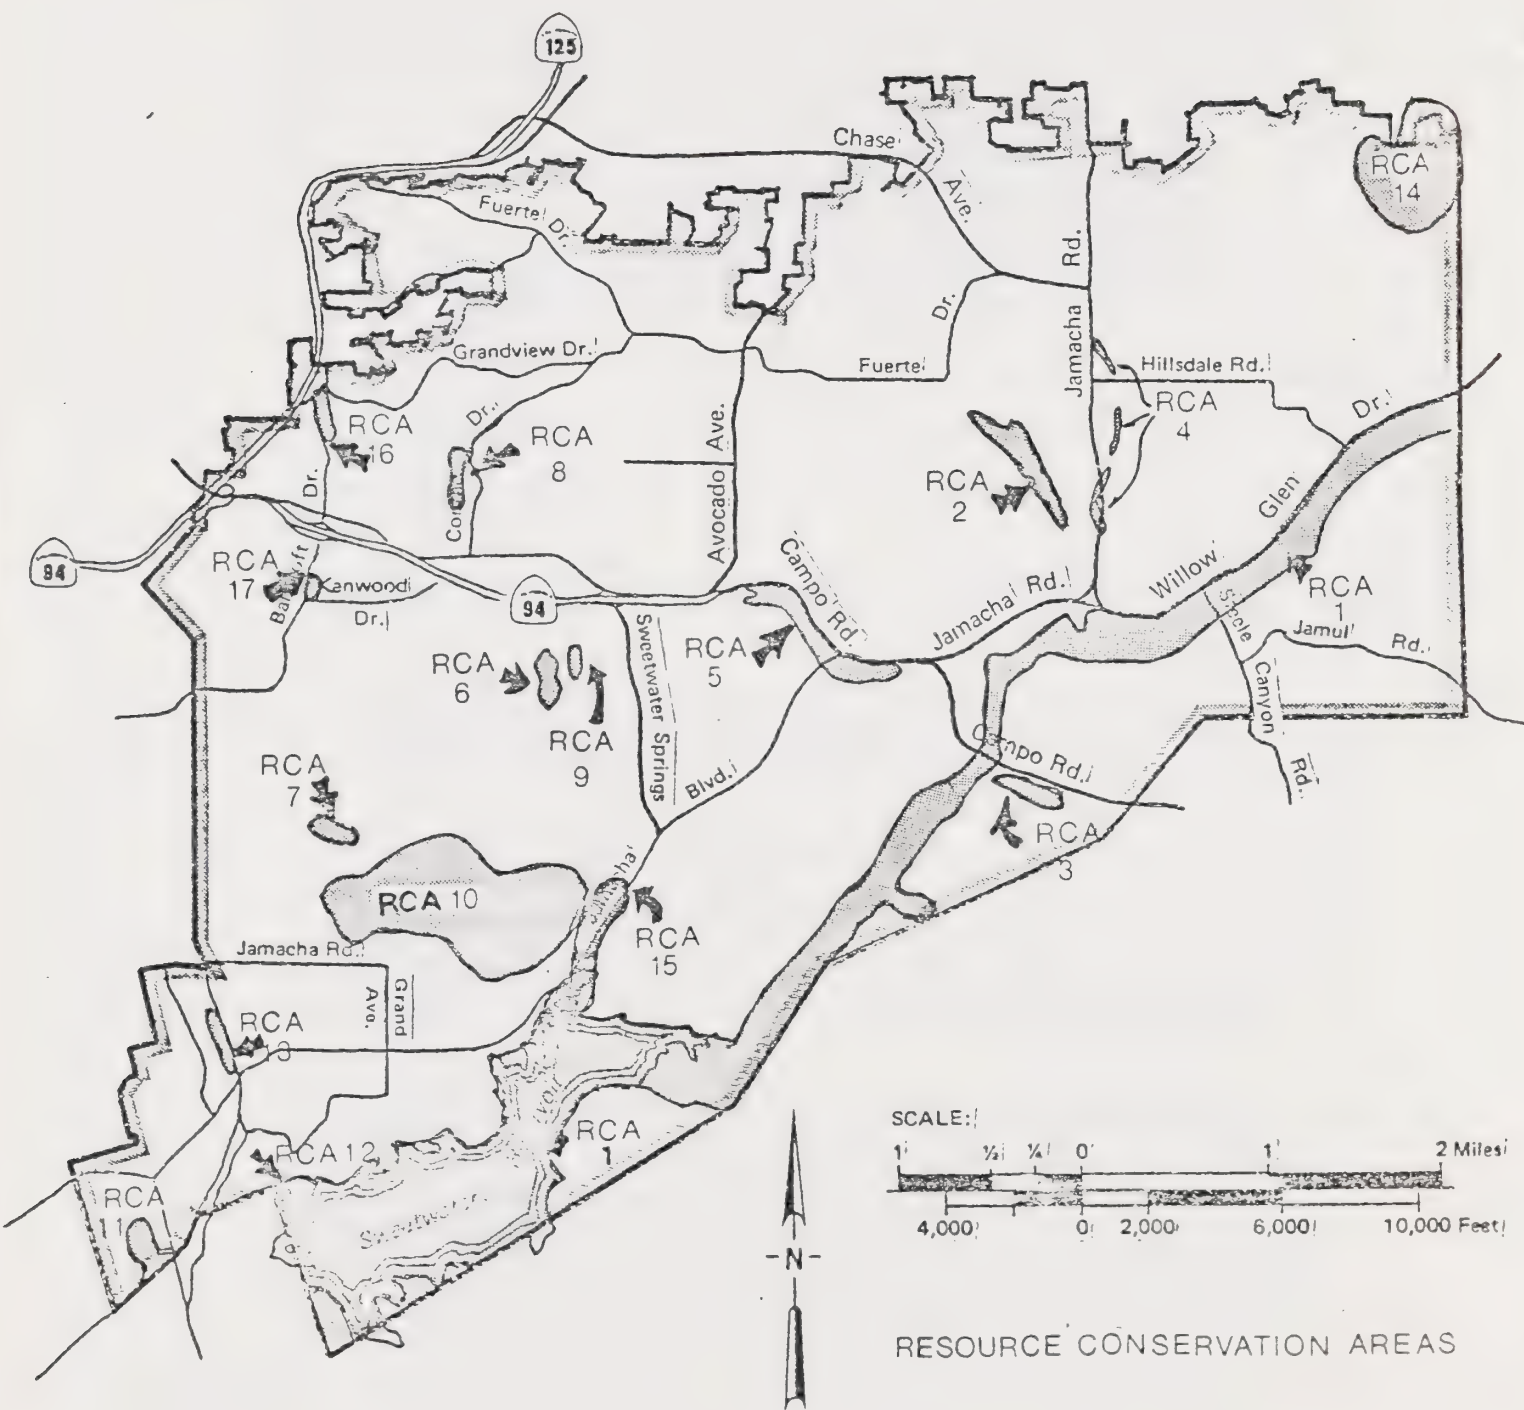 125
Chase
Ave.
RCA
14
Fuerte Dr.
Rd.
Dr.
Jamacha
Grandview Dr.
Fuerte
Hillsdale Rd.
Dr.
RCA
4
RCA
16
Dr.
RCA
8
Ave.
Avocado
RCA
2
Glen
Dr.
94
RCA
17
Kenwood
Dr.
94
Campo Rd.
Jamacha Rd.
Willow
RCA
1
Steele
Canyon
Rd.
Jamul
Rd.
RCA
6
RCA
9
Sweetwater Springs
Blvd.
RCA
5
Campo Rd.
RCA
3
RCA
7
RCA 10
RCA
15
Jamacha Rd.
Grand
Ave.
RCA
13
RCA 12
RCA
1
RCA
11
Sweetwater
SCALE:
1 ½ ¼ 0 1 2 Miles
4,000 0 2,000 6,000 10,000 Feet
-N-
RESOURCE CONSERVATION AREAS